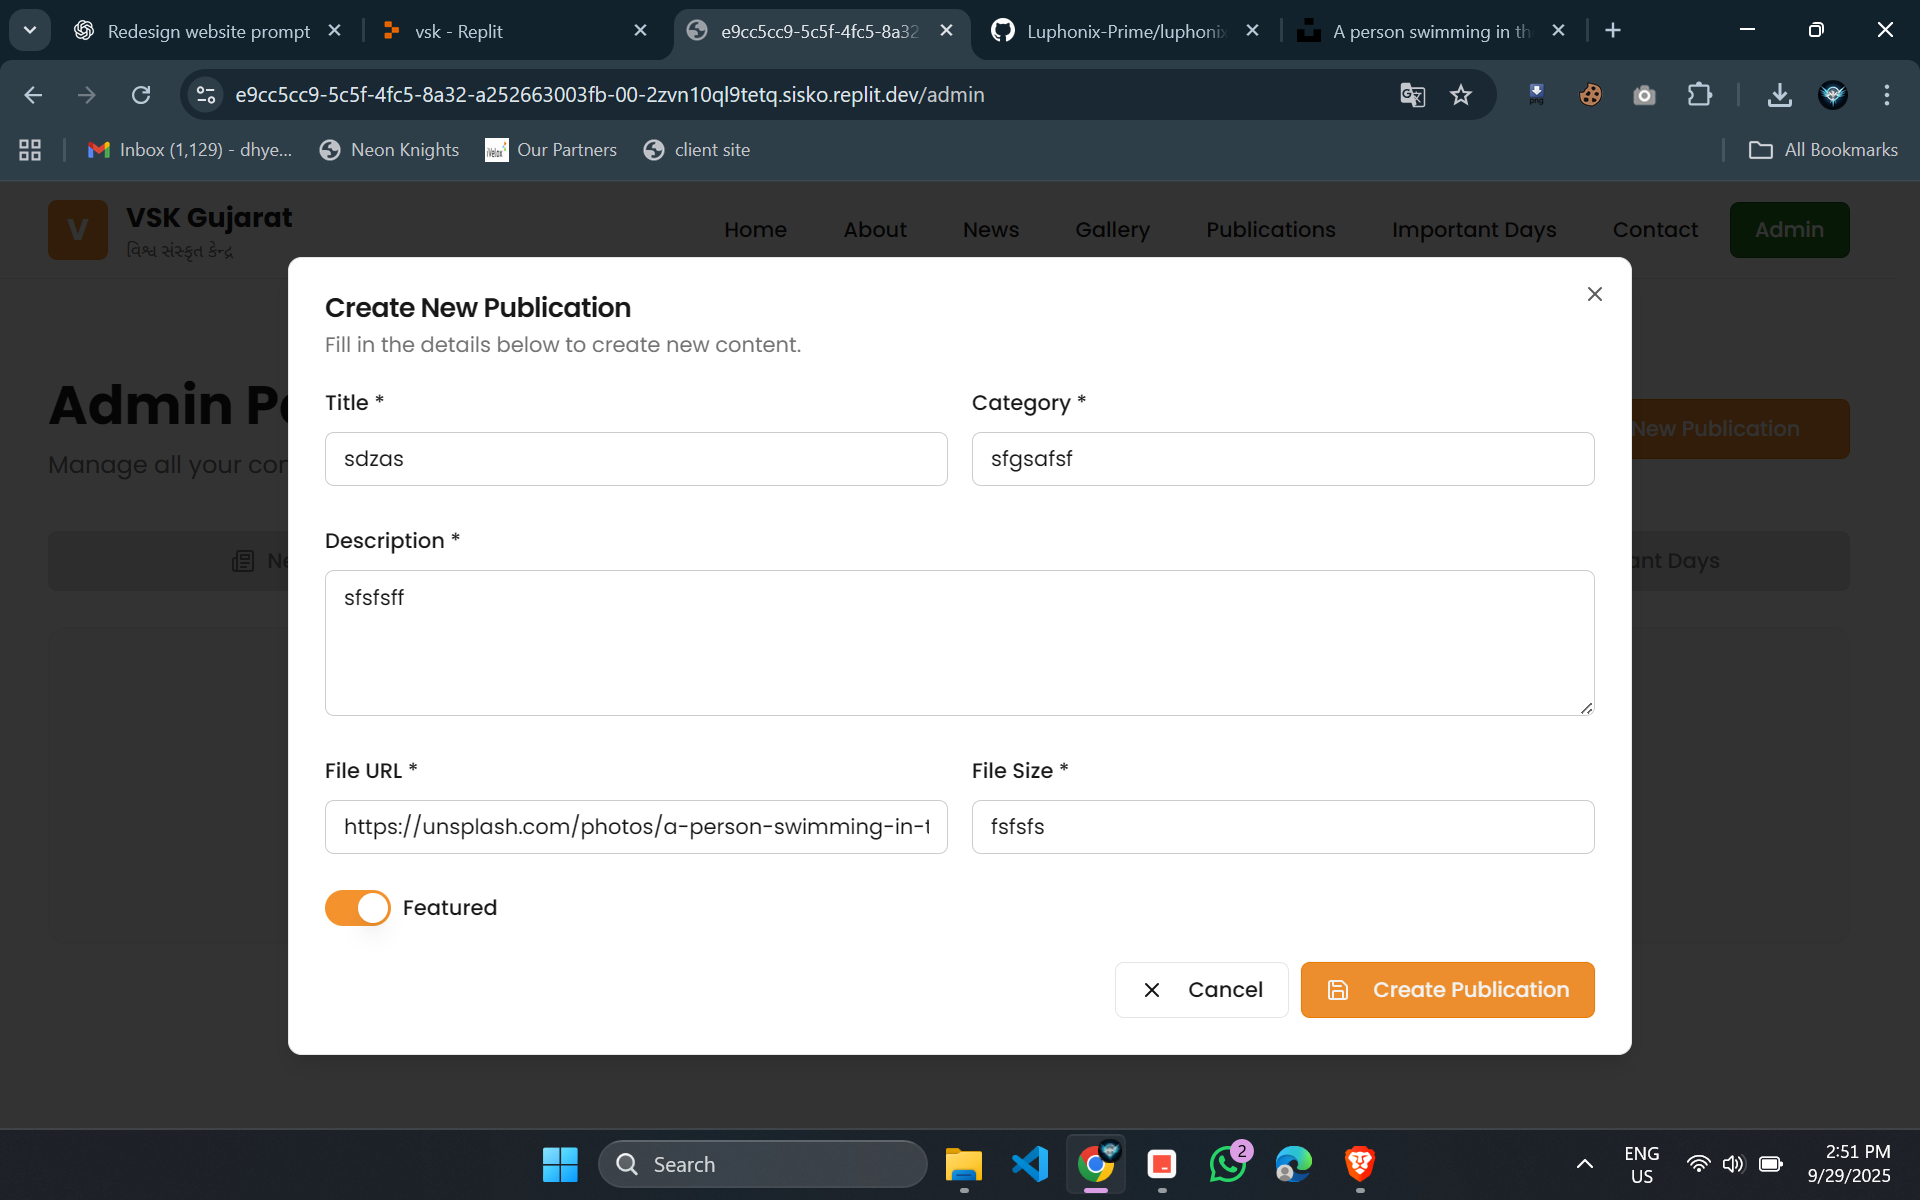 Redesign website prompt
vsk - Replit
e9cc5cc9-5c5f-4fc5-8a32
Luphonix-Prime/luphonix
A person swimming in th
e9cc5cc9-5c5f-4fc5-8a32-a252663003fb-00-2zvn10ql9tetq.sisko.replit.dev/admin
png
Inbox (1,129) - dhye...
Neon Knights
iVelox
Our Partners
client site
All Bookmarks
V
VSK Gujarat
વિશ્વ સંસ્કૃત કેન્દ્ર
Home
About
News
Gallery
Publications
Important Days
Contact
Admin
Admin P
Manage all your con
New Publication
Ne
ant Days
Create New Publication
Fill in the details below to create new content.
Title *
Category *
sdzas
sfgsafsf
Description *
sfsfsff
File URL *
File Size *
https://unsplash.com/photos/a-person-swimming-in-t
fsfsfs
Featured
Cancel
Create Publication
Search
2
ENG
US
2:51 PM
9/29/2025